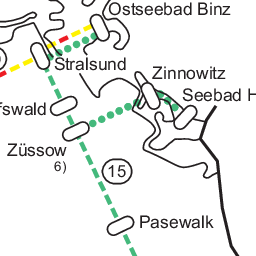 Ostseebad Binz
Stralsund
Zinnowitz
Seebad H
fswald
Züssow
6)
15
Pasewalk